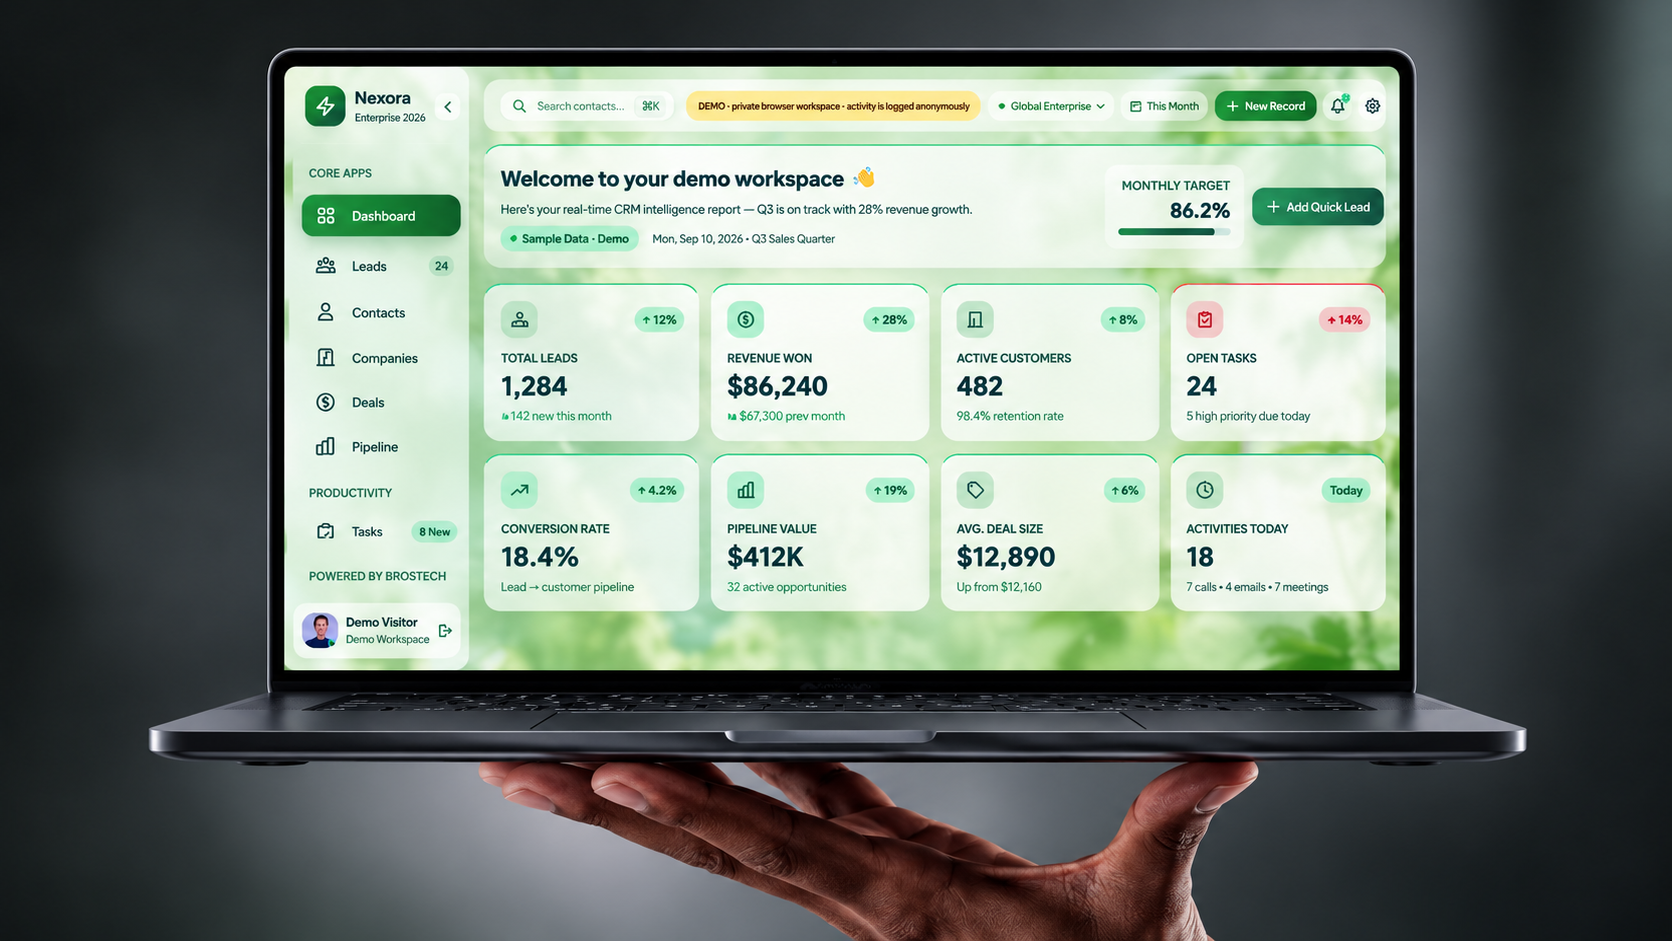 Nexora
Enterprise 2026
CORE APPS
Dashboard
Leads 24
Contacts
Companies
Deals
Pipeline
PRODUCTIVITY
Tasks 8 New
POWERED BY BROSTECH
Demo Visitor
Demo Workspace
Search contacts... ⌘K
DEMO - private browser workspace - activity is logged anonymously
Global Enterprise
This Month
+ New Record
Welcome to your demo workspace 👋
Here's your real-time CRM intelligence report — Q3 is on track with 28% revenue growth.
Sample Data · Demo
Mon, Sep 10, 2026 • Q3 Sales Quarter
MONTHLY TARGET
86.2%
+ Add Quick Lead
↑ 12%
TOTAL LEADS
1,284
142 new this month
↑ 28%
REVENUE WON
$86,240
$67,300 prev month
↑ 8%
ACTIVE CUSTOMERS
482
98.4% retention rate
↑ 14%
OPEN TASKS
24
5 high priority due today
↑ 4.2%
CONVERSION RATE
18.4%
Lead → customer pipeline
↑ 19%
PIPELINE VALUE
$412K
32 active opportunities
↑ 6%
AVG. DEAL SIZE
$12,890
Up from $12,160
Today
ACTIVITIES TODAY
18
7 calls • 4 emails • 7 meetings